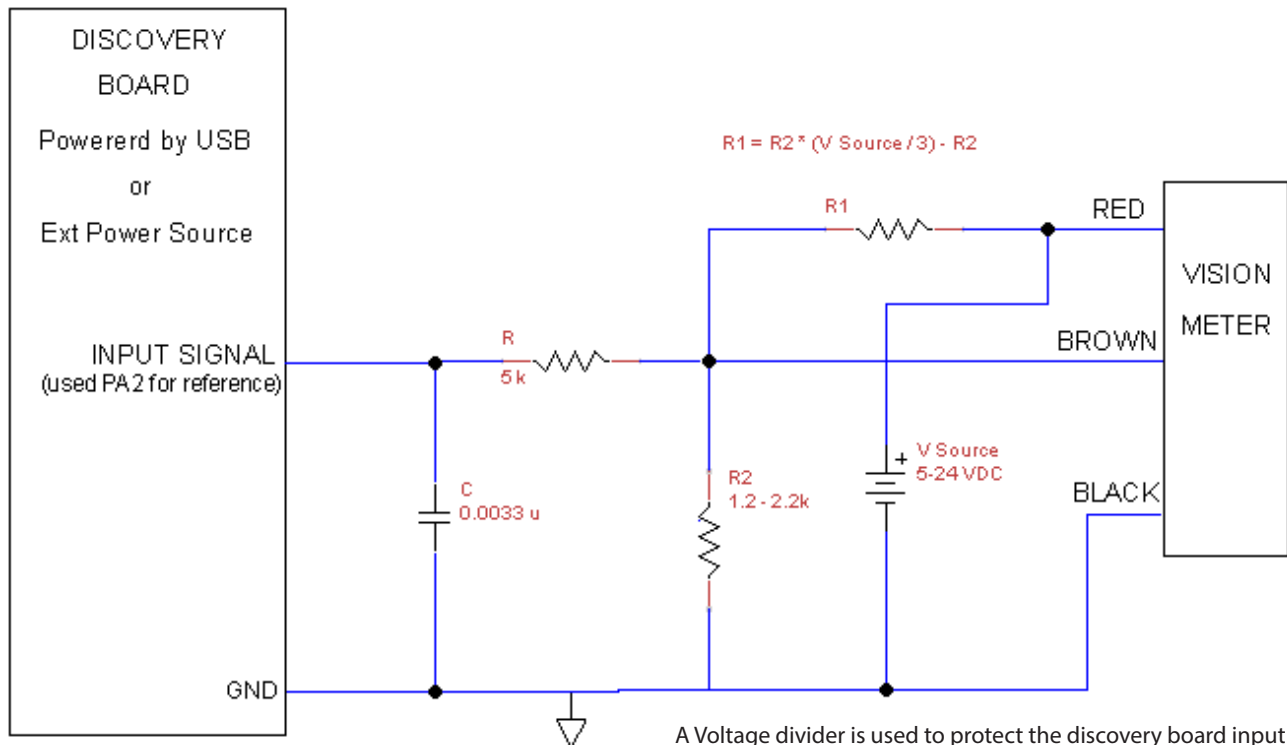 DISCOVERY
BOARD
Powererd by USB
or
Ext Power Source
INPUT SIGNAL
(used PA2 for reference)
GND
R
5k
C
0.0033 u
R1 = R2 * (V Source /3) - R2
R1
R2
1.2 - 2.2k
+
V Source
5-24 VDC
RED
BROWN
BLACK
VISION
METER
A Voltage divider is used to protect the discovery board input